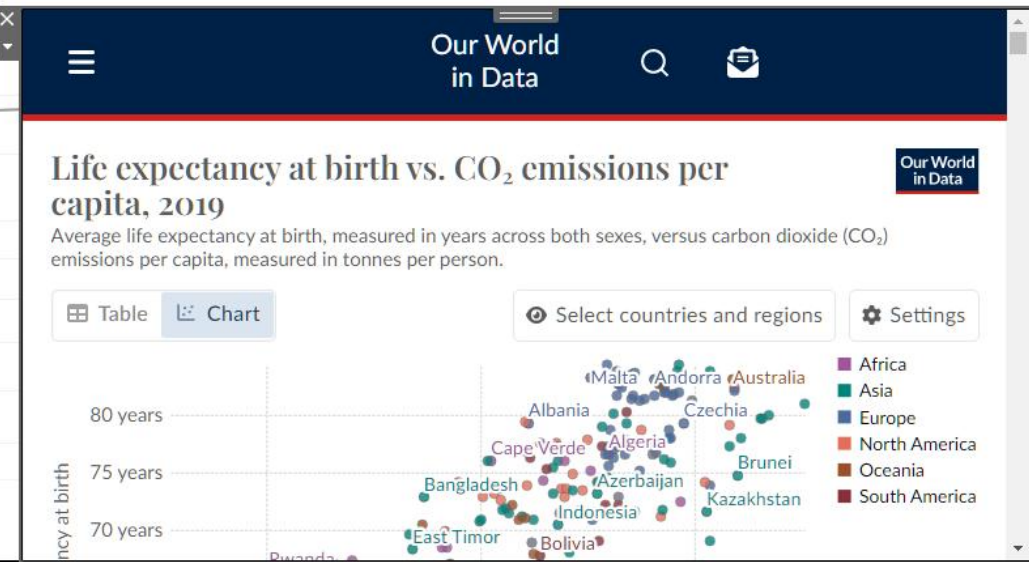 Our World
in Data
Life expectancy at birth vs. CO₂ emissions per
capita, 2019
Our World
in Data
Average life expectancy at birth, measured in years across both sexes, versus carbon dioxide (CO₂)
emissions per capita, measured in tonnes per person.
Table Chart Select countries and regions Settings
Africa
Malta Andorra Australia
Asia
80 years Albania Czechia
Europe
Cape Verde Algeria
North America
Brunei
Oceania
75 years
Bangladesh Azerbaijan
Kazakhstan
South America
Indonesia
70 years
East Timor Bolivia
Rwanda
at birth